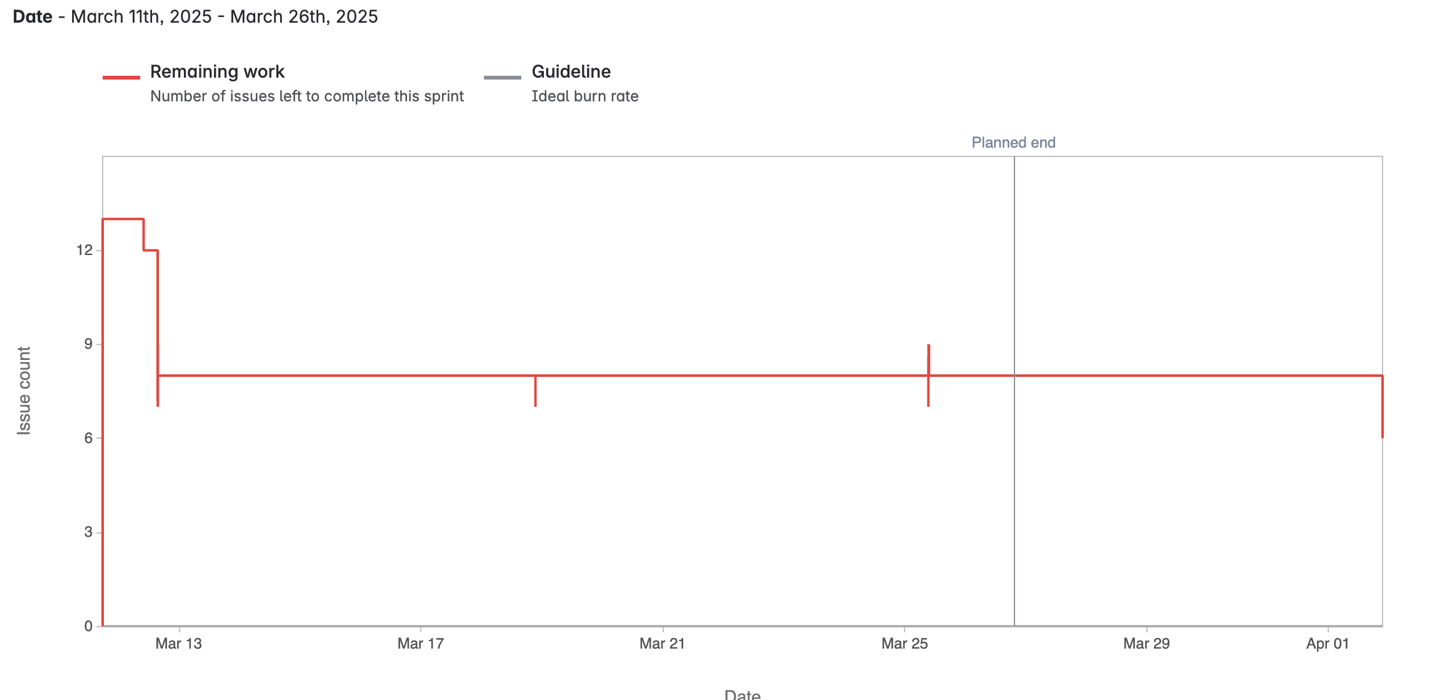 Date - March 11th, 2025 - March 26th, 2025
Remaining work
Number of issues left to complete this sprint
Guideline
Ideal burn rate
Planned end
12
9
6
3
0
Issue count
Mar 13
Mar 17
Mar 21
Mar 25
Mar 29
Apr 01
Date